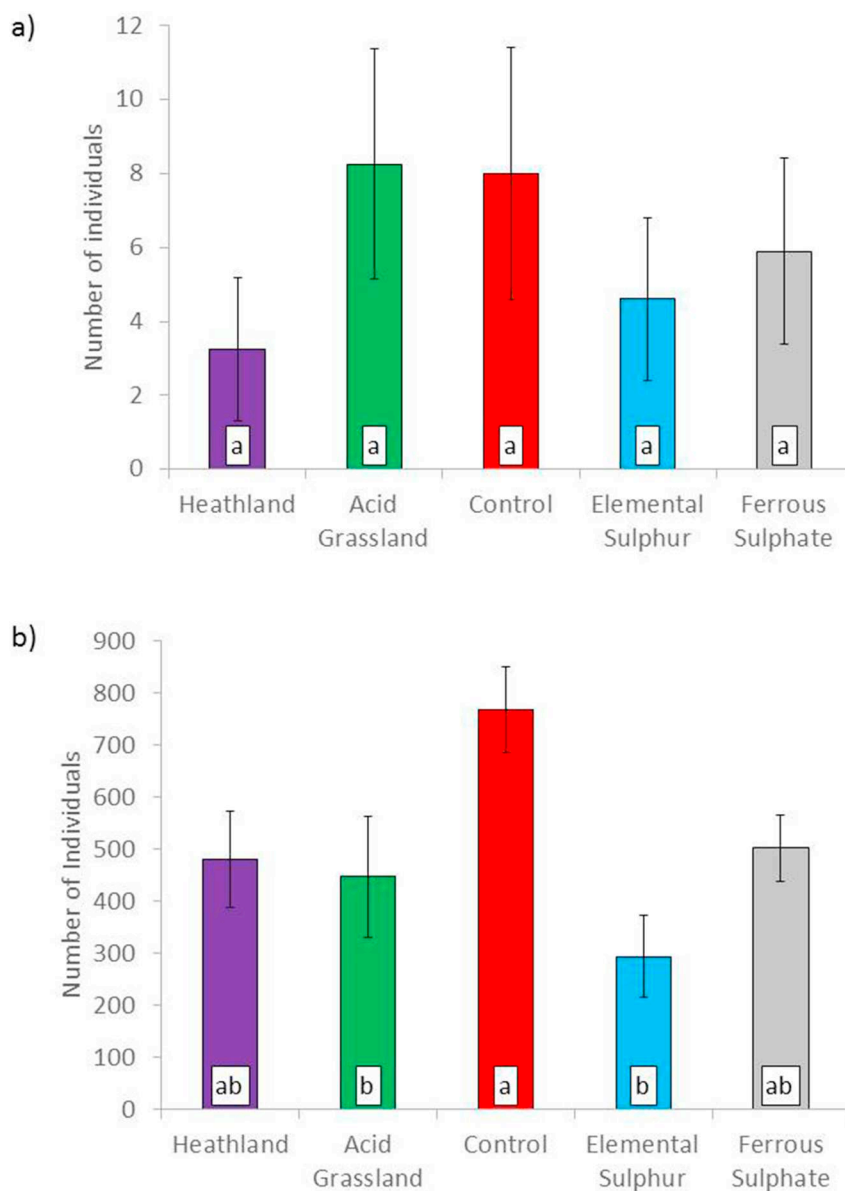 a)
Number of individuals
12
10
8
6
4
2
0
a
a
a
a
a
Heathland
Acid
Grassland
Control
Elemental
Sulphur
Ferrous
Sulphate
b)
Number of Individuals
900
800
700
600
500
400
300
200
100
0
ab
b
a
b
ab
Heathland
Acid
Grassland
Control
Elemental
Sulphur
Ferrous
Sulphate